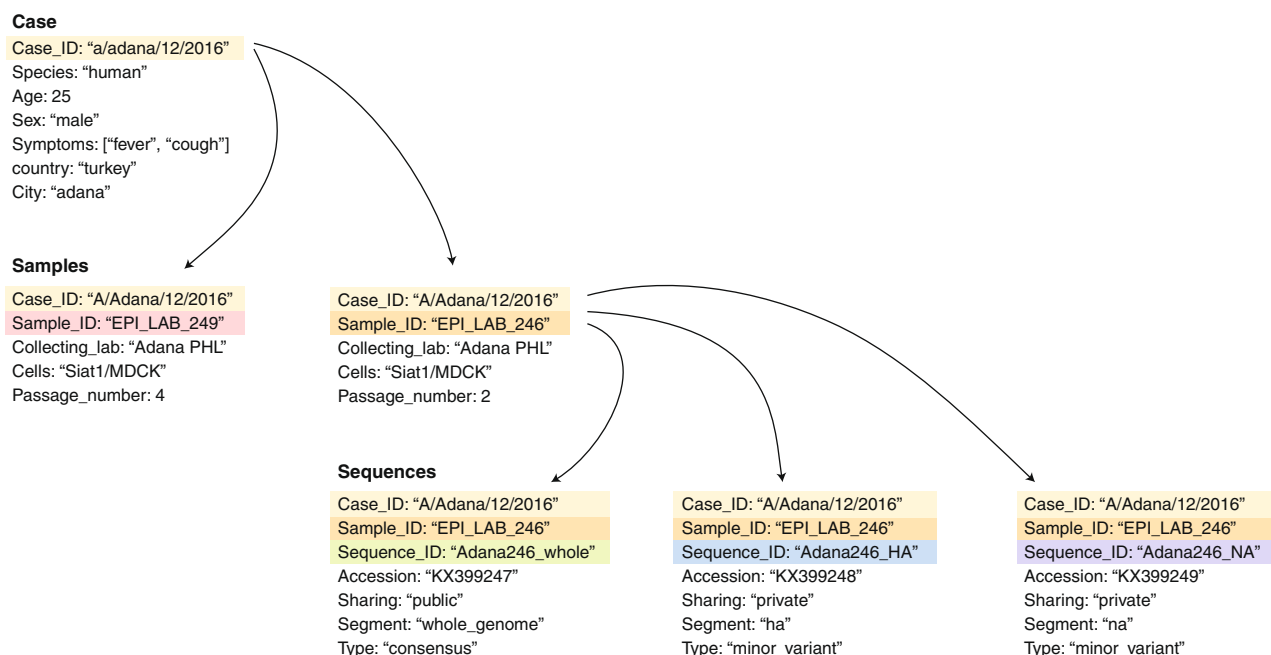 Case
Case_ID: “a/adana/12/2016”
Species: “human”
Age: 25
Sex: “male”
Symptoms: [“fever”, “cough”]
country: “turkey”
City: “adana”
Samples
Case_ID: “A/Adana/12/2016”
Sample_ID: “EPI_LAB_249”
Collecting_lab: “Adana PHL”
Cells: “Siat1/MDCK”
Passage_number: 4
Case_ID: “A/Adana/12/2016”
Sample_ID: “EPI_LAB_246”
Collecting_lab: “Adana PHL”
Cells: “Siat1/MDCK”
Passage_number: 2
Sequences
Case_ID: “A/Adana/12/2016”
Sample_ID: “EPI_LAB_246”
Sequence_ID: “Adana246_whole”
Accession: “KX399247”
Sharing: “public”
Segment: “whole_genome”
Type: “consensus”
Case_ID: “A/Adana/12/2016”
Sample_ID: “EPI_LAB_246”
Sequence_ID: “Adana246_HA”
Accession: “KX399248”
Sharing: “private”
Segment: “ha”
Type: “minor_variant”
Case_ID: “A/Adana/12/2016”
Sample_ID: “EPI_LAB_246”
Sequence_ID: “Adana246_NA”
Accession: “KX399249”
Sharing: “private”
Segment: “na”
Type: “minor_variant”